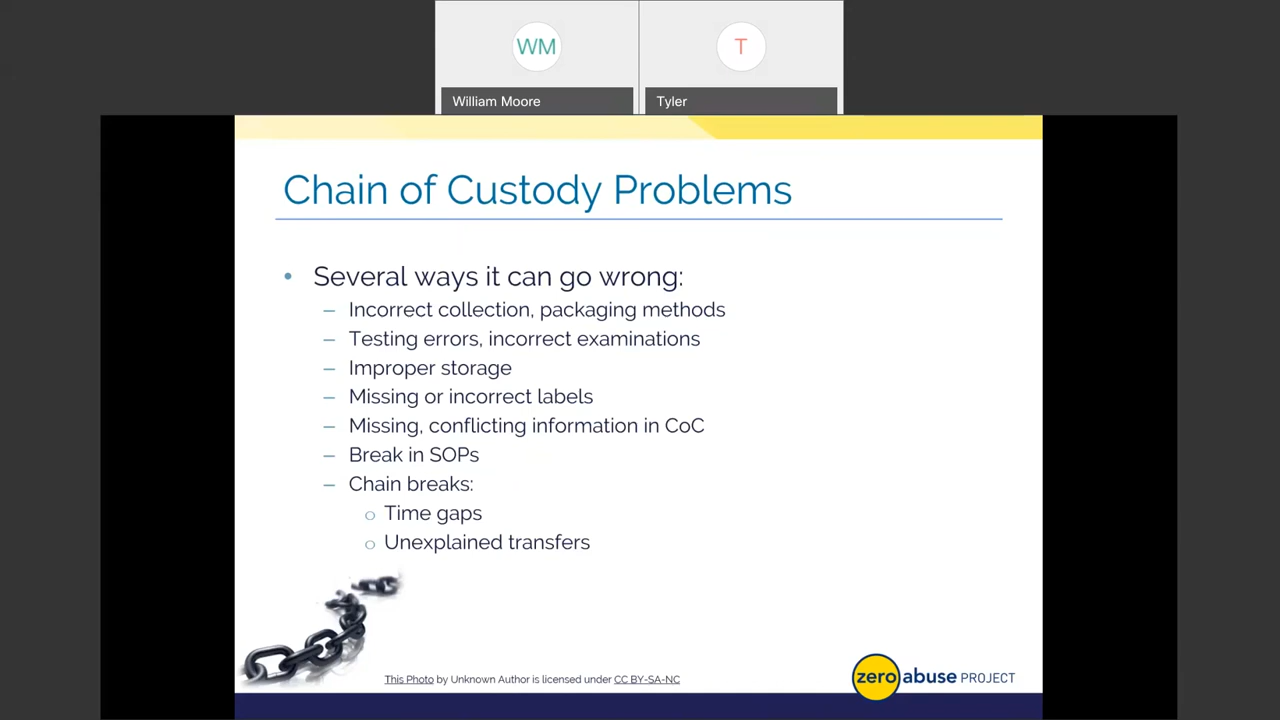 WM
T
William Moore
Tyler
Chain of Custody Problems
• Several ways it can go wrong:
– Incorrect collection, packaging methods
– Testing errors, incorrect examinations
– Improper storage
– Missing or incorrect labels
– Missing, conflicting information in CoC
– Break in SOPs
– Chain breaks:
o Time gaps
o Unexplained transfers
This Photo by Unknown Author is licensed under CC BY-SA-NC
zero abuse PROJECT